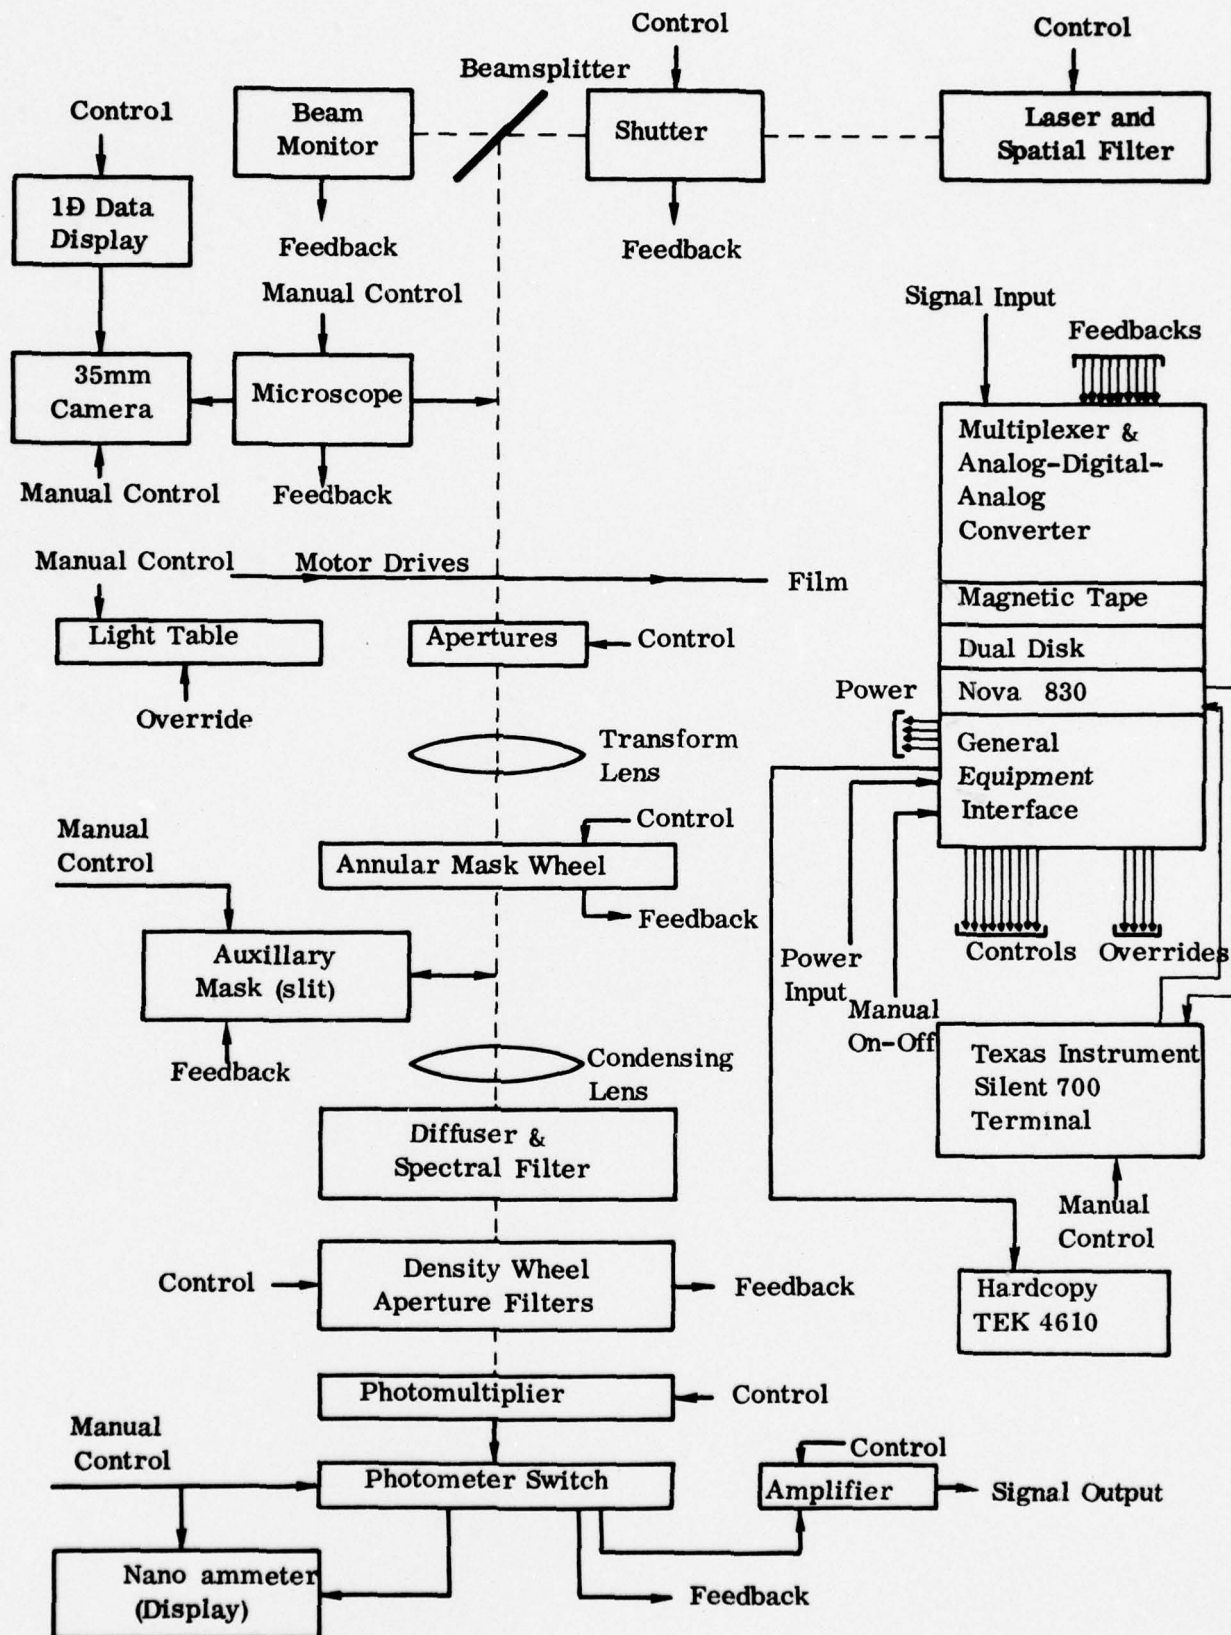 Control
Control
Beamsplitter
Control
Beam
Monitor
Shutter
Laser and
Spatial Filter
1D Data
Display
Feedback
Feedback
Manual Control
Signal Input
Feedbacks
35mm
Camera
Microscope
Multiplexer &
Analog-Digital-
Analog
Converter
Manual Control
Feedback
Manual Control
Motor Drives
Film
Magnetic Tape
Light Table
Apertures
Control
Dual Disk
Override
Power
Nova 830
Transform
Lens
General
Equipment
Interface
Manual
Control
Control
Annular Mask Wheel
Feedback
Auxillary
Mask (slit)
Controls
Overrides
Power
Input
Manual
On-Off
Feedback
Condensing
Lens
Texas Instrument
Silent 700
Terminal
Diffuser &
Spectral Filter
Manual
Control
Control
Density Wheel
Aperture Filters
Feedback
Hardcopy
TEK 4610
Photomultiplier
Control
Manual
Control
Photometer Switch
Control
Amplifier
Signal Output
Nano ammeter
(Display)
Feedback